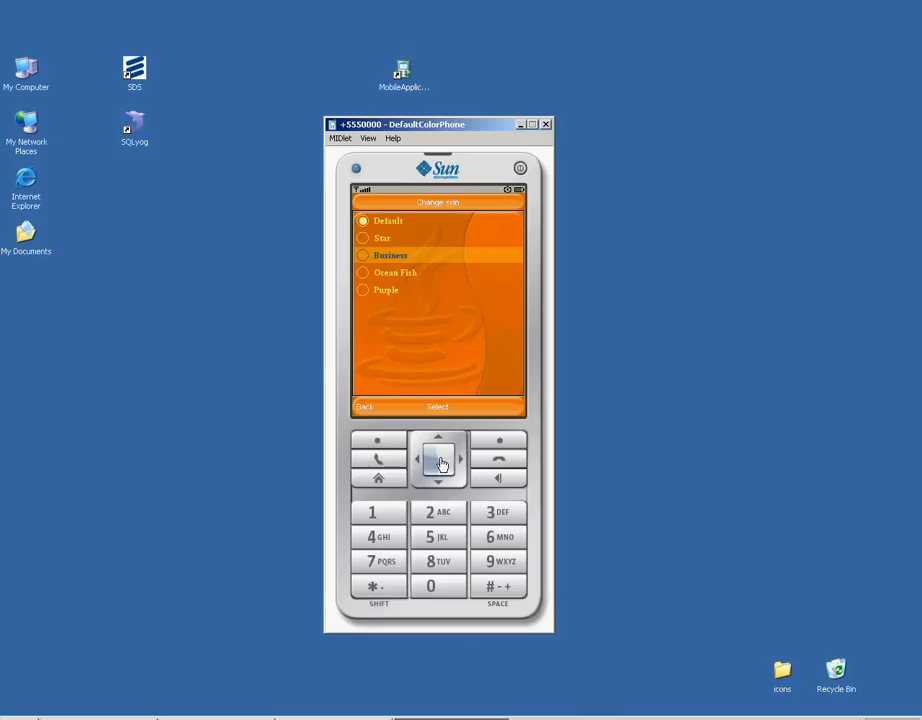 My Computer
SDS
MobileApplic...
My Network
Places
SQLyog
Internet
Explorer
My Documents
+5550000 - DefaultColorPhone
MIDlet View Help
Sun
Change skin
Default
Star
Business
Ocean Fish
Purple
Back Select
1 2 ABC 3 DEF
4 GHI 5 JKL 6 MNO
7 PQRS 8 TUV 9 WXYZ
* . 0 # - +
SHIFT SPACE
icons Recycle Bin